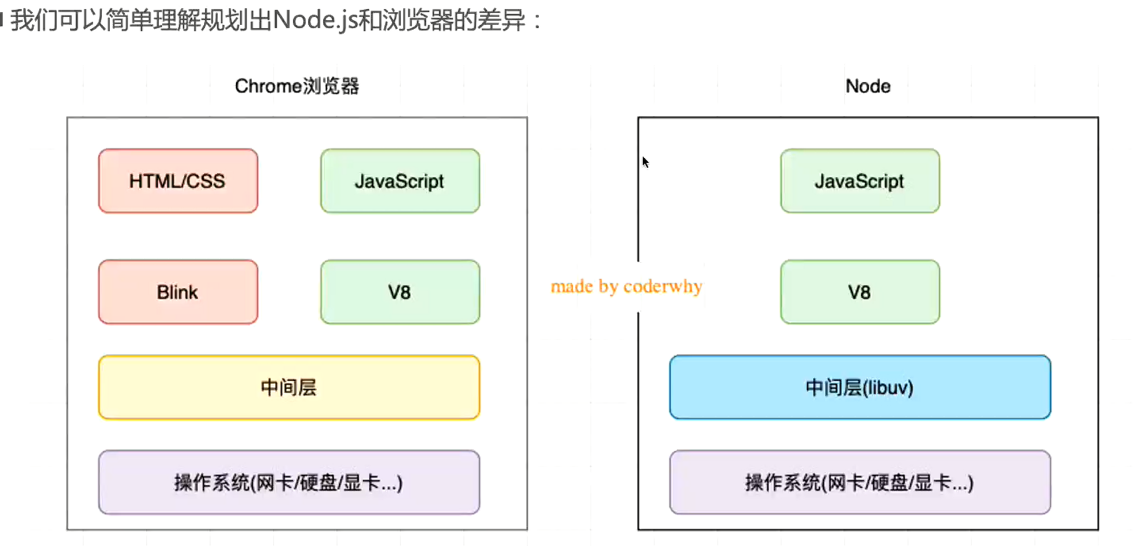 我们可以简单理解规划出Node.js和浏览器的差异：
Chrome浏览器
Node
HTML/CSS
JavaScript
JavaScript
Blink
V8
made by coderwhy
V8
中间层
中间层(libuv)
操作系统(网卡/硬盘/显卡...)
操作系统(网卡/硬盘/显卡...)